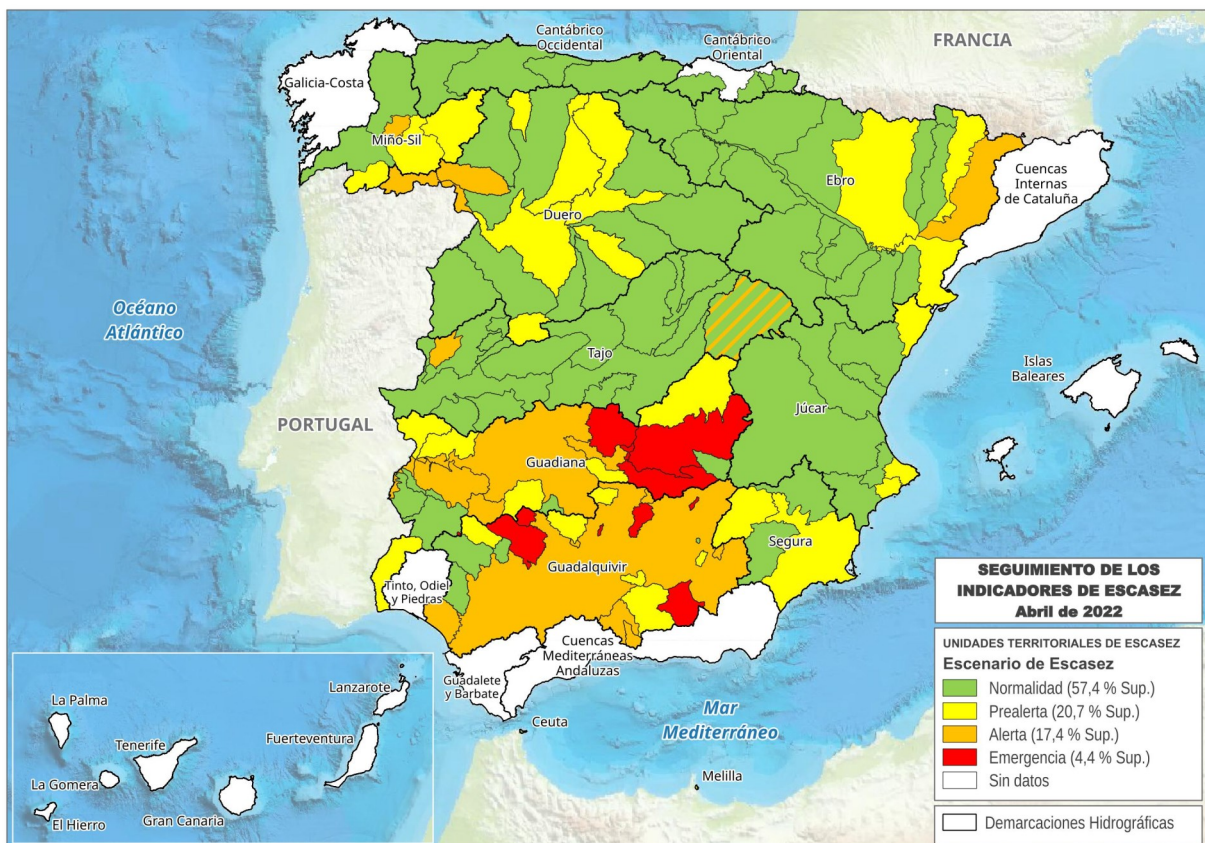 Cantábrico
Occidental
Cantábrico
Oriental
FRANCIA
Galicia-Costa
Miño-Sil
Ebro
Cuencas
Internas
de Cataluña
Duero
Océano
Atlántico
Tajo
Islas
Baleares
PORTUGAL
Júcar
Guadiana
Segura
Guadalquivir
Tinto, Odiel
y Piedras
Cuencas
Mediterráneas
Andaluzas
Guadalete
y Barbate
Ceuta
Mar
Mediterráneo
Melilla
La Palma
Lanzarote
Tenerife
Fuerteventura
La Gomera
El Hierro
Gran Canaria
SEGUIMIENTO DE LOS
INDICADORES DE ESCASEZ
Abril de 2022
UNIDADES TERRITORIALES DE ESCASEZ
Escenario de Escasez
Normalidad (57,4 % Sup.)
Prealerta (20,7 % Sup.)
Alerta (17,4 % Sup.)
Emergencia (4,4 % Sup.)
Sin datos
Demarcaciones Hidrográficas